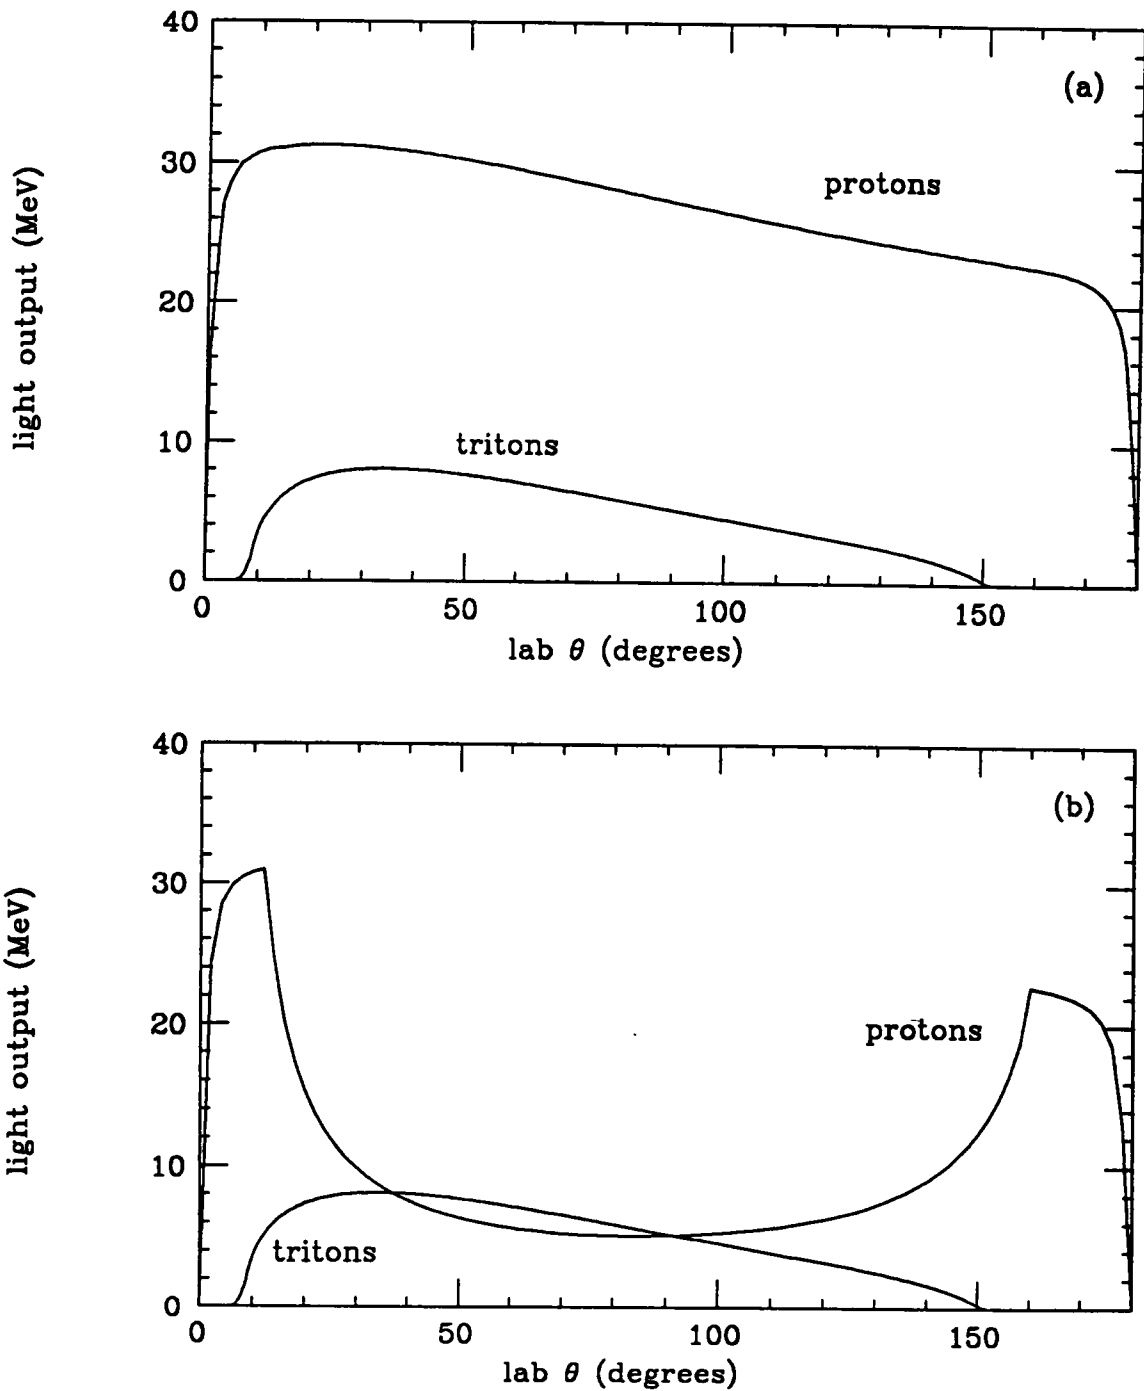 40
(a)
30
protons
light output (MeV)
20
tritons
10
0
0 50 100 150
lab θ (degrees)
40
(b)
30
light output (MeV)
20
protons
10
tritons
0
0 50 100 150
lab θ (degrees)